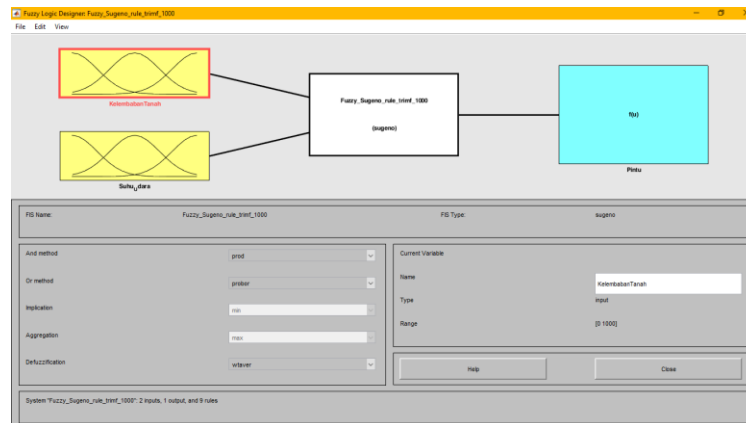 Fuzzy Logic Designer: Fuzzy_Sugeno_rule_trimf_1000
File Edit View
KelembabanTanah
Suhu_Udara
Fuzzy_Sugeno_rule_trimf_1000
(sugeno)
f(u)
Pintu
FIS Name: Fuzzy_Sugeno_rule_trimf_1000 FIS Type: sugeno
And method prod
Or method probor
Implication min
Aggregation max
Defuzzification wtaver
Current Variable
Name KelembabanTanah
Type input
Range [0 1000]
Help Close
System "Fuzzy_Sugeno_rule_trimf_1000": 2 inputs, 1 output, and 9 rules